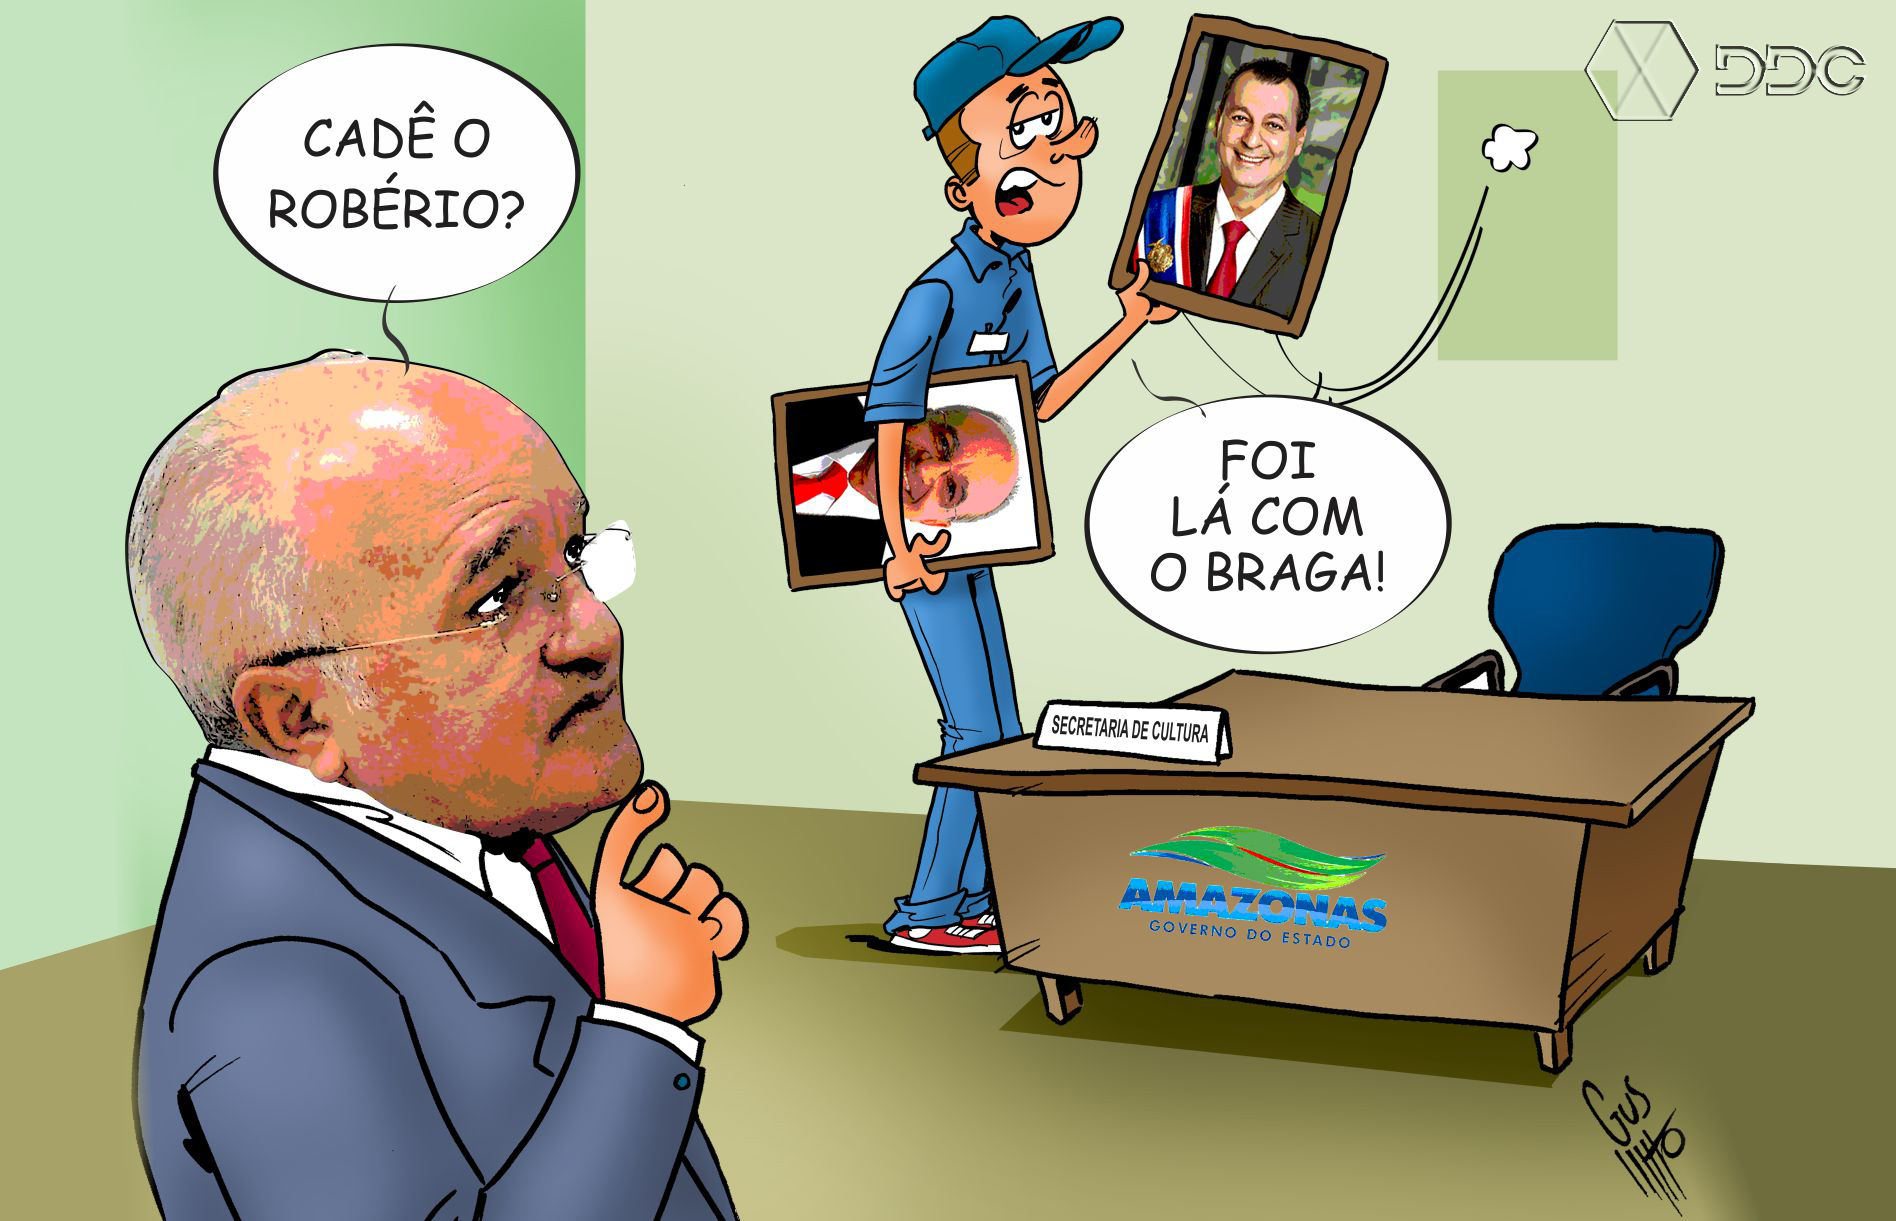 DDC
CADÊ O
ROBÉRIO?
FOI
LÁ COM
O BRAGA!
SECRETARIA DE CULTURA
AMAZONAS
GOVERNO DO ESTADO
Gus